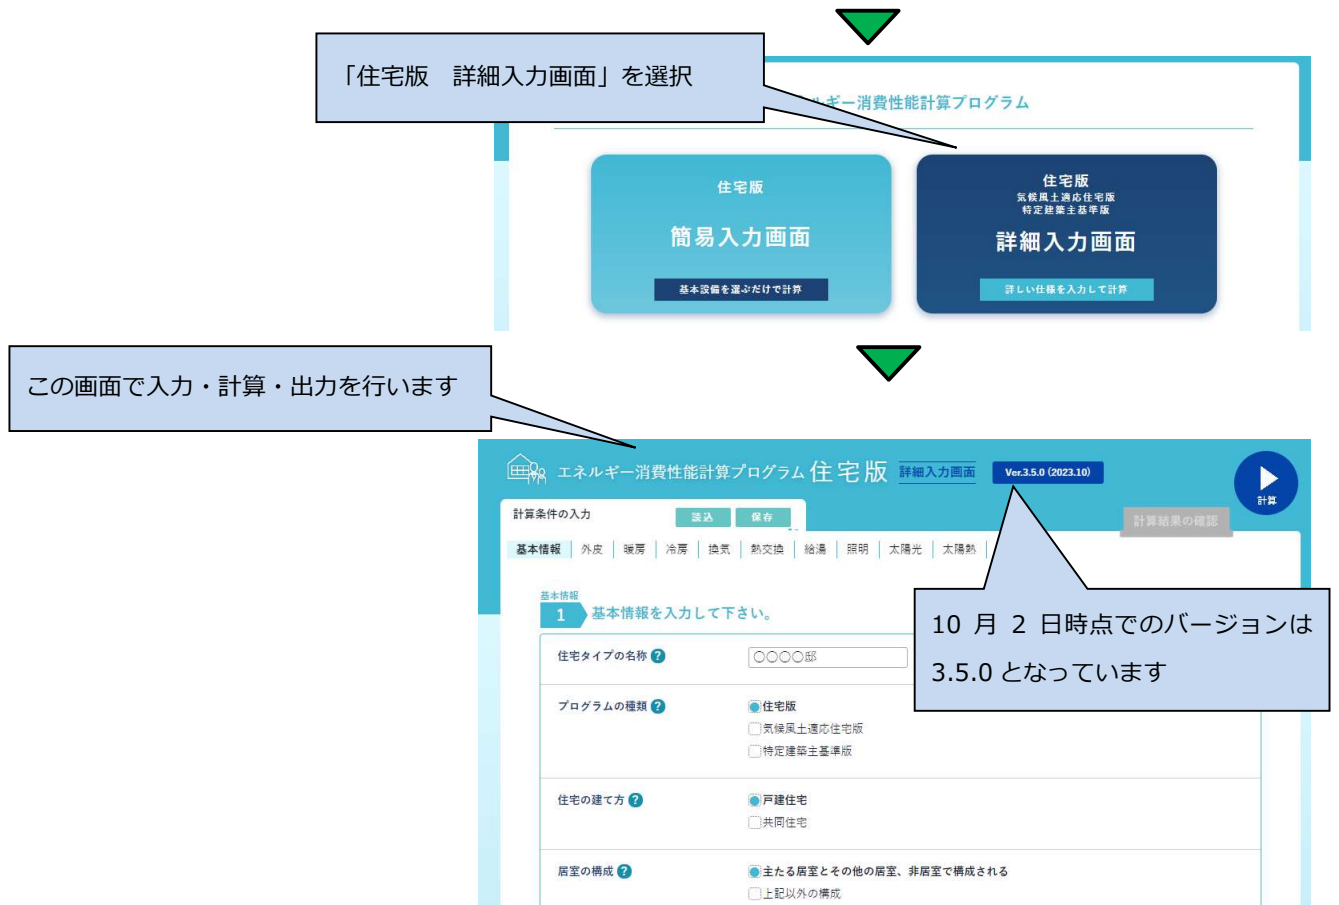 「住宅版　詳細入力画面」を選択
ルギー消費性能計算プログラム
住宅版
簡易入力画面
基本設備を選ぶだけで計算
住宅版
気候風土適応住宅版
特定建築主基準版
詳細入力画面
詳しい仕様を入力して計算
この画面で入力・計算・出力を行います
エネルギー消費性能計算プログラム 住宅版 詳細入力画面 Ver.3.5.0 (2023.10)
計算
計算条件の入力 読込 保存
計算結果の確認
基本情報 外皮 暖房 冷房 換気 熱交換 給湯 照明 太陽光 太陽熱
10 月 2 日時点でのバージョンは
3.5.0 となっています
基本情報
1 基本情報を入力して下さい。
住宅タイプの名称 ? 〇〇〇〇邸
プログラムの種類 ? 住宅版
気候風土適応住宅版
特定建築主基準版
住宅の建て方 ? 戸建住宅
共同住宅
居室の構成 ? 主たる居室とその他の居室、非居室で構成される
上記以外の構成